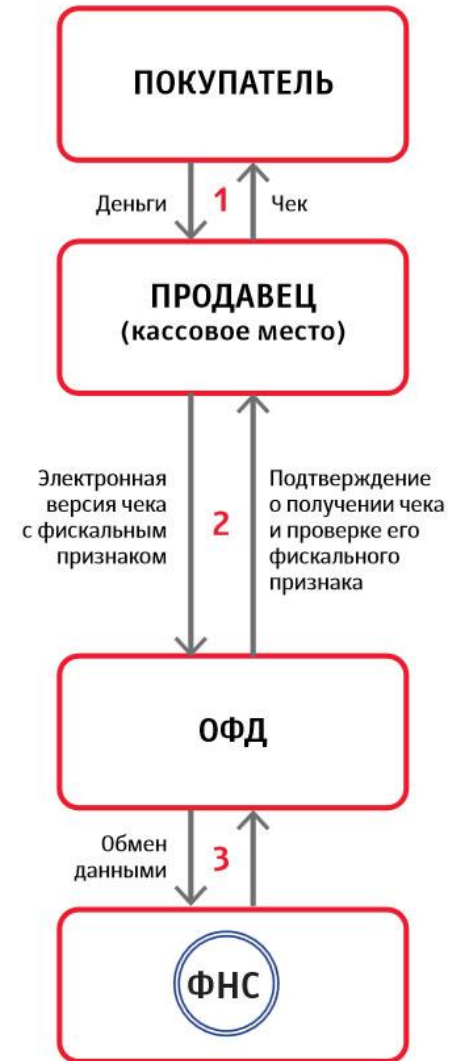 ПОКУПАТЕЛЬ
Деньги
1
Чек
ПРОДАВЕЦ
(кассовое место)
Электронная
версия чека
с фискальным
признаком
2
Подтверждение
о получении чека
и проверке его
фискального
признака
ОФД
Обмен
данными
3
ФНС